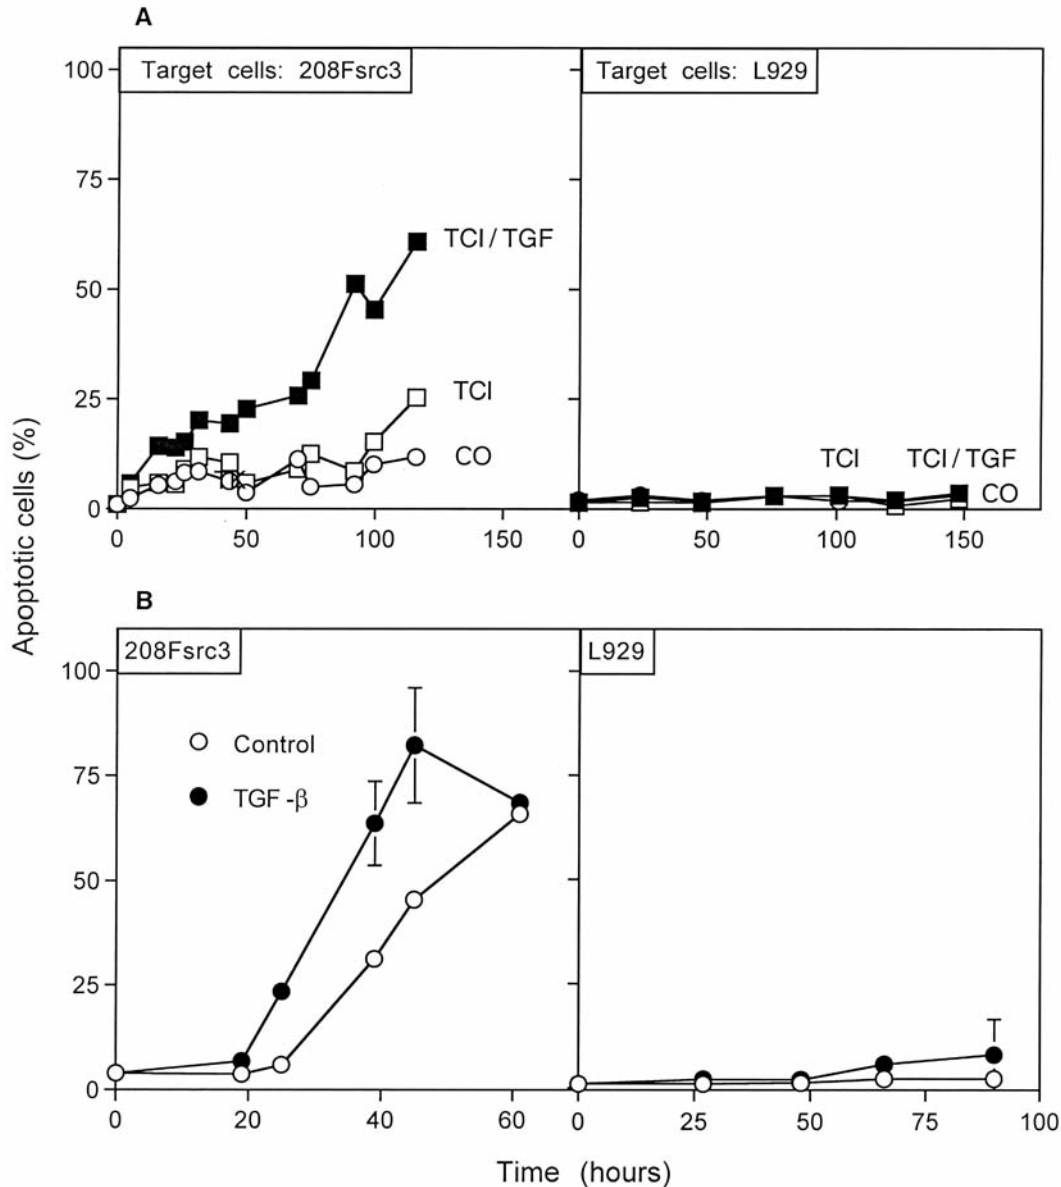 A
Target cells: 208Fsrc3
Target cells: L929
100
75
50
25
0
TCI / TGF
TCI
CO
TCI
TCI / TGF
CO
0 50 100 150
0 50 100 150
Apoptotic cells (%)
B
208Fsrc3
L929
100
75
50
25
0
Control
TGF -β
0 20 40 60
0 25 50 75 100
Time (hours)